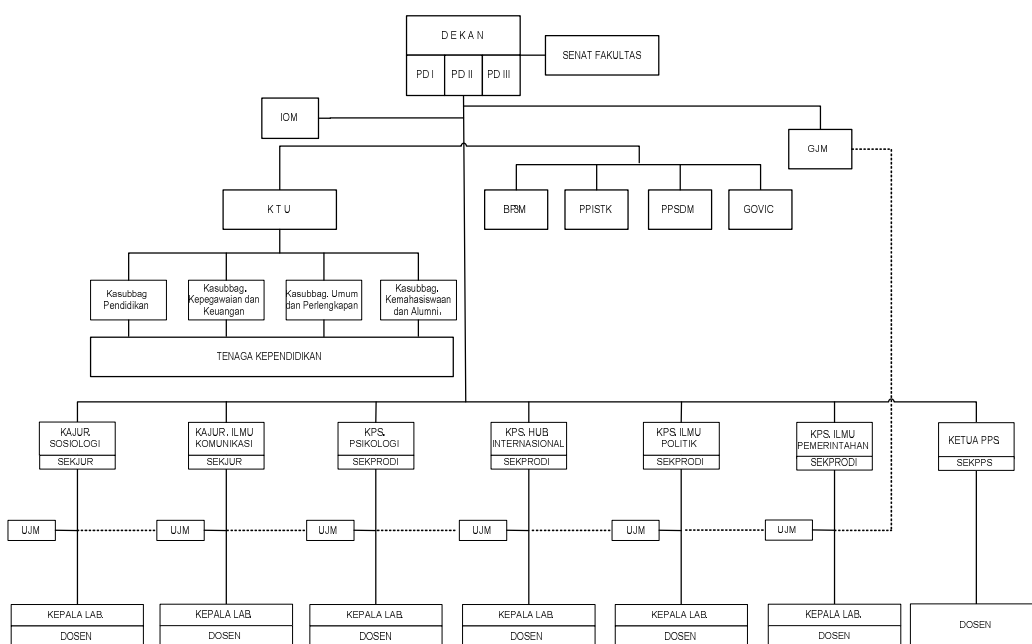 DEKAN
PD I PD II PD III
SENAT FAKULTAS
IOM
GJM
KTU
BPSM
PPISTK
PPSDM
GOVIC
Kasubbag
Pendidikan
Kasubbag.
Kepegawaian dan
Keuangan
Kasubbag. Umum
dan Perlengkapan
Kasubbag.
Kemahasiswaan
dan Alumni.
TENAGA KEPENDIDIKAN
KAJUR.
SOSIOLOGI
SEKJUR
KAJUR. ILMU
KOMUNIKASI
SEKJUR
KPS.
PSIKOLOGI
SEKPRODI
KPS. HUB.
INTERNASIONAL
SEKPRODI
KPS. ILMU
POLITIK
SEKPRODI
KPS. ILMU
PEMERINTAHAN
SEKPRODI
KETUA PPS.
SEKPPS
UJM
UJM
UJM
UJM
UJM
UJM
KEPALA LAB.
DOSEN
KEPALA LAB.
DOSEN
KEPALA LAB.
DOSEN
KEPALA LAB.
DOSEN
KEPALA LAB.
DOSEN
KEPALA LAB.
DOSEN
DOSEN